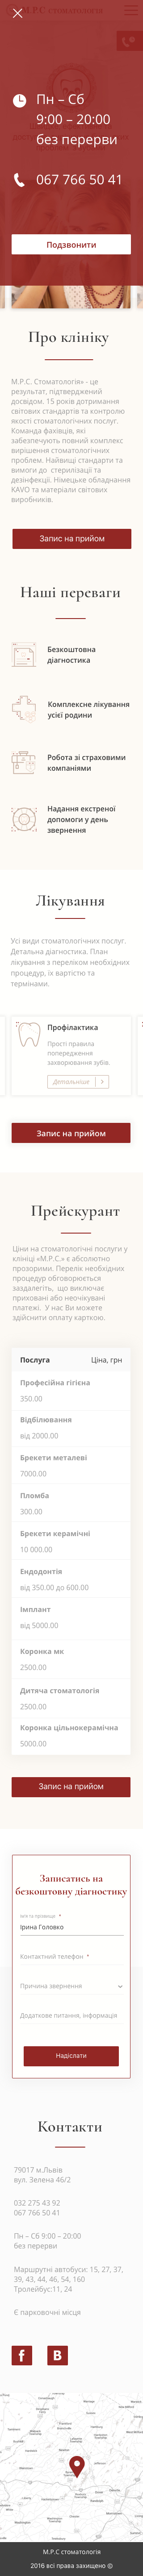 М.Р.С стоматологія
Пн – Сб
9:00 – 20:00
без перерви
067 766 50 41
Подзвонити
Про клініку
М.Р.С. Стоматологія» - це
результат, підтверджений
досвідом. 15 років дотримання
світових стандартів та контролю
якості стоматологічних послуг.
Команда фахівців, які
забезпечують повний комплекс
вирішення стоматологічних
проблем. Найвищі стандарти та
вимоги до  стерилізації та
дезінфекції. Німецьке обладнання
KAVO та матеріали світових
виробників.
Запис на прийом
Наші переваги
Безкоштовна
діагностика
Комплексне лікування
усієї родини
Робота зі страховими
компаніями
Надання екстреної
допомоги у день
звернення
Лікування
Усі види стоматологічних послуг.
Детальна діагностика. План
лікування з переліком необхідних
процедур, їх вартістю та
термінами.
Профілактика
Прості правила
попередження
захворювання зубів.
Детальніше
Запис на прийом
Прейскурант
Ціни на стоматологічні послуги у
клініці «М.Р.С.» є абсолютно
прозорими. Перелік необхідних
процедур обговорюється
заздалегіть,  що виключає
приховані або неочікувані
платежі.  У нас Ви можете
здійснити оплату карткою.
Послуга Ціна, грн
Професійна гігієна
350.00
Відбілювання
від 2000.00
Брекети металеві
7000.00
Пломба
300.00
Брекети керамічні
10 000.00
Ендодонтія
від 350.00 до 600.00
Імплант
від 5000.00
Коронка мк
2500.00
Дитяча стоматологія
2500.00
Коронка цільнокерамічна
5000.00
Запис на прийом
Записатись на
безкоштовну діагностику
Ім'я та прізвище *
Ірина Головко
Контактний телефон *
Причина звернення
Додаткове питання, інформація
Надіслати
Контакти
79017 м.Львів
вул. Зелена 46/2
032 275 43 92
067 766 50 41
Пн – Сб 9:00 – 20:00
без перерви
Маршрутні автобуси: 15, 27, 37,
39, 43, 44, 46, 54, 160
Тролейбус:11, 24
Є парковочні місця
М.Р.С стоматологія
2016 всі права захищено ©